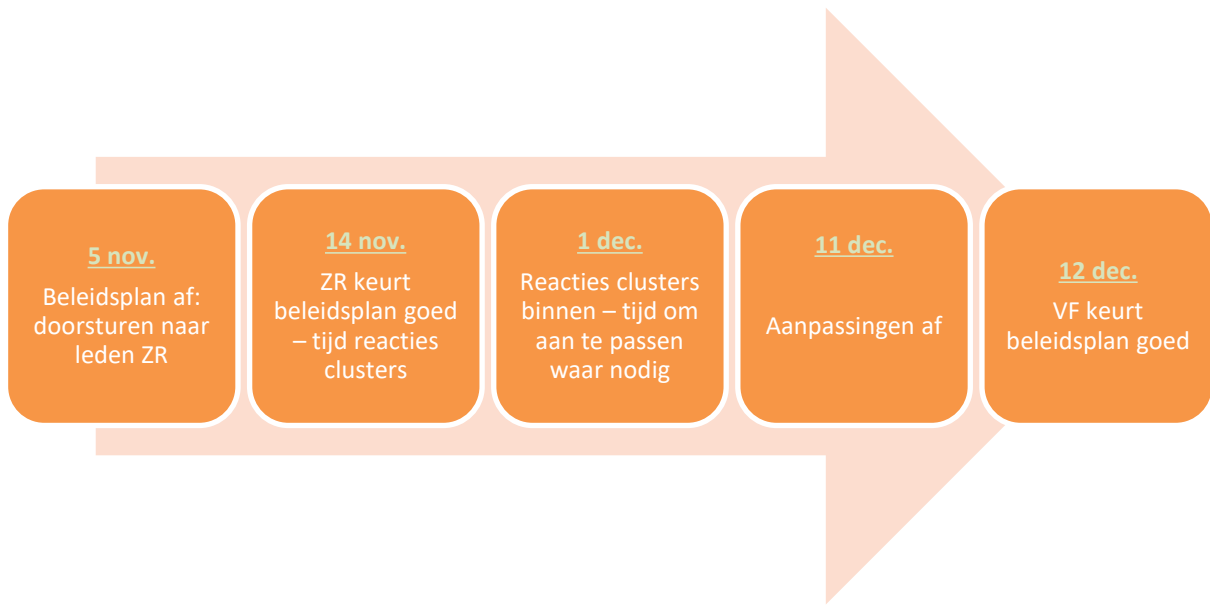 5 nov.
Beleidsplan af:
doorsturen naar
leden ZR
14 nov.
ZR keurt
beleidsplan goed
– tijd reacties
clusters
1 dec.
Reacties clusters
binnen – tijd om
aan te passen
waar nodig
11 dec.
Aanpassingen af
12 dec.
VF keurt
beleidsplan goed